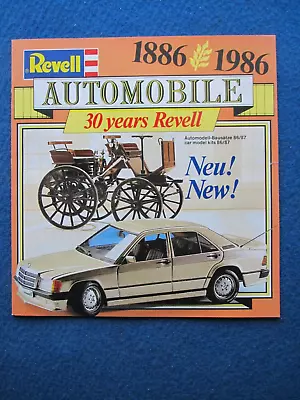 Revell
1886 1986
AUTOMOBILE
30 years Revell
Automodell-Bausätze 86/87
car model kits 86/87
Neu!
New!